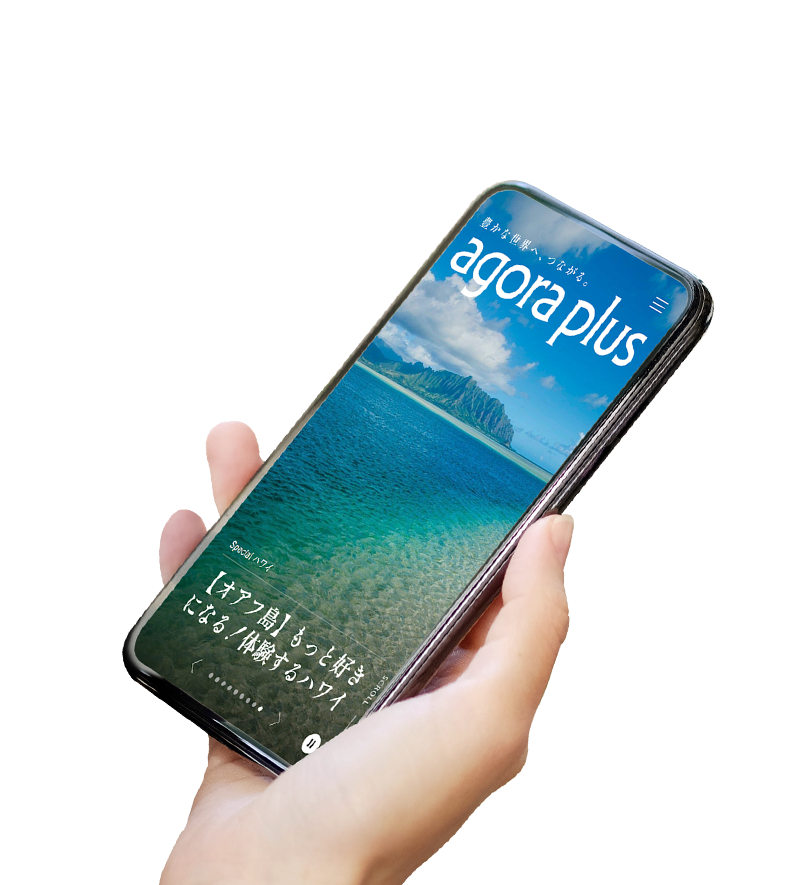 豊かな世界へ、つながる。
agora plus
Special ハワイ
【オアフ島】もっと好き
になる！体験するハワイ
SCROLL